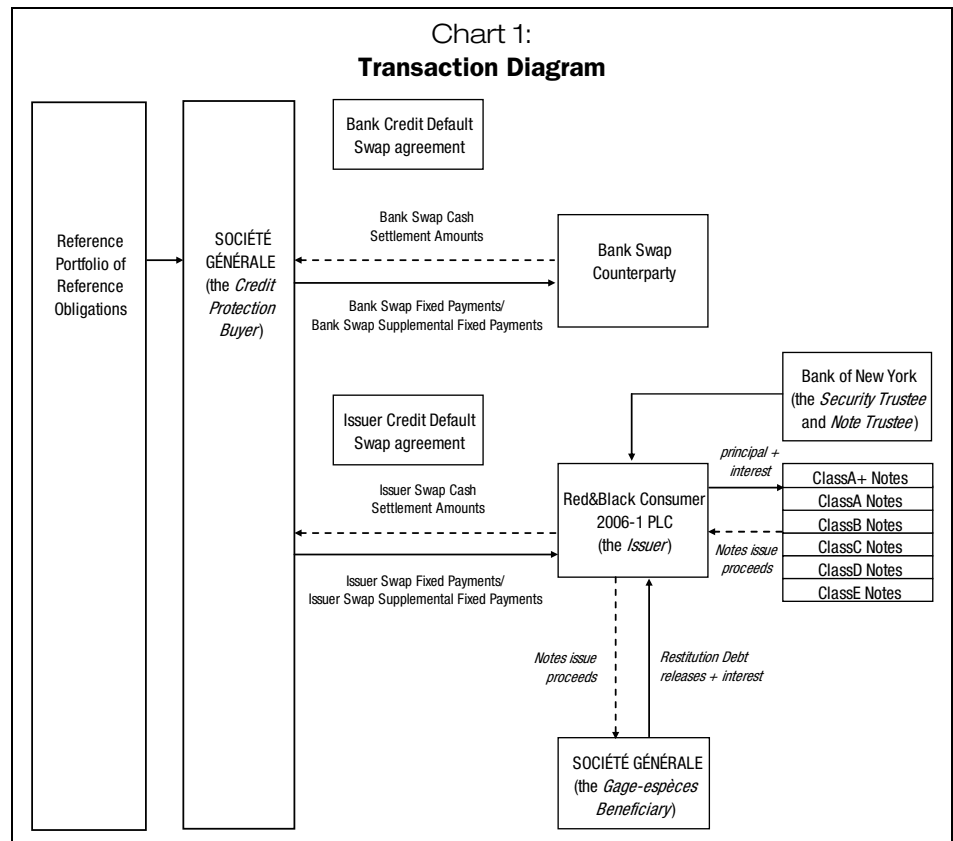 Chart 1:
Transaction Diagram
Reference
Portfolio of
Reference
Obligations
SOCIÉTÉ
GÉNÉRALE
(the Credit
Protection
Buyer)
Bank Credit Default
Swap agreement
Bank Swap Cash
Settlement Amounts
Bank Swap Fixed Payments/
Bank Swap Supplemental Fixed Payments
Bank Swap
Counterparty
Bank of New York
(the Security Trustee
and Note Trustee)
Issuer Credit Default
Swap agreement
Issuer Swap Cash
Settlement Amounts
Issuer Swap Fixed Payments/
Issuer Swap Supplemental Fixed Payments
Red&Black Consumer
2006-1 PLC
(the Issuer)
principal +
interest
Notes issue
proceeds
ClassA+ Notes
ClassA Notes
ClassB Notes
ClassC Notes
ClassD Notes
ClassE Notes
Notes issue
proceeds
Restitution Debt
releases + interest
SOCIÉTÉ GÉNÉRALE
(the Gage-espèces
Beneficiary)